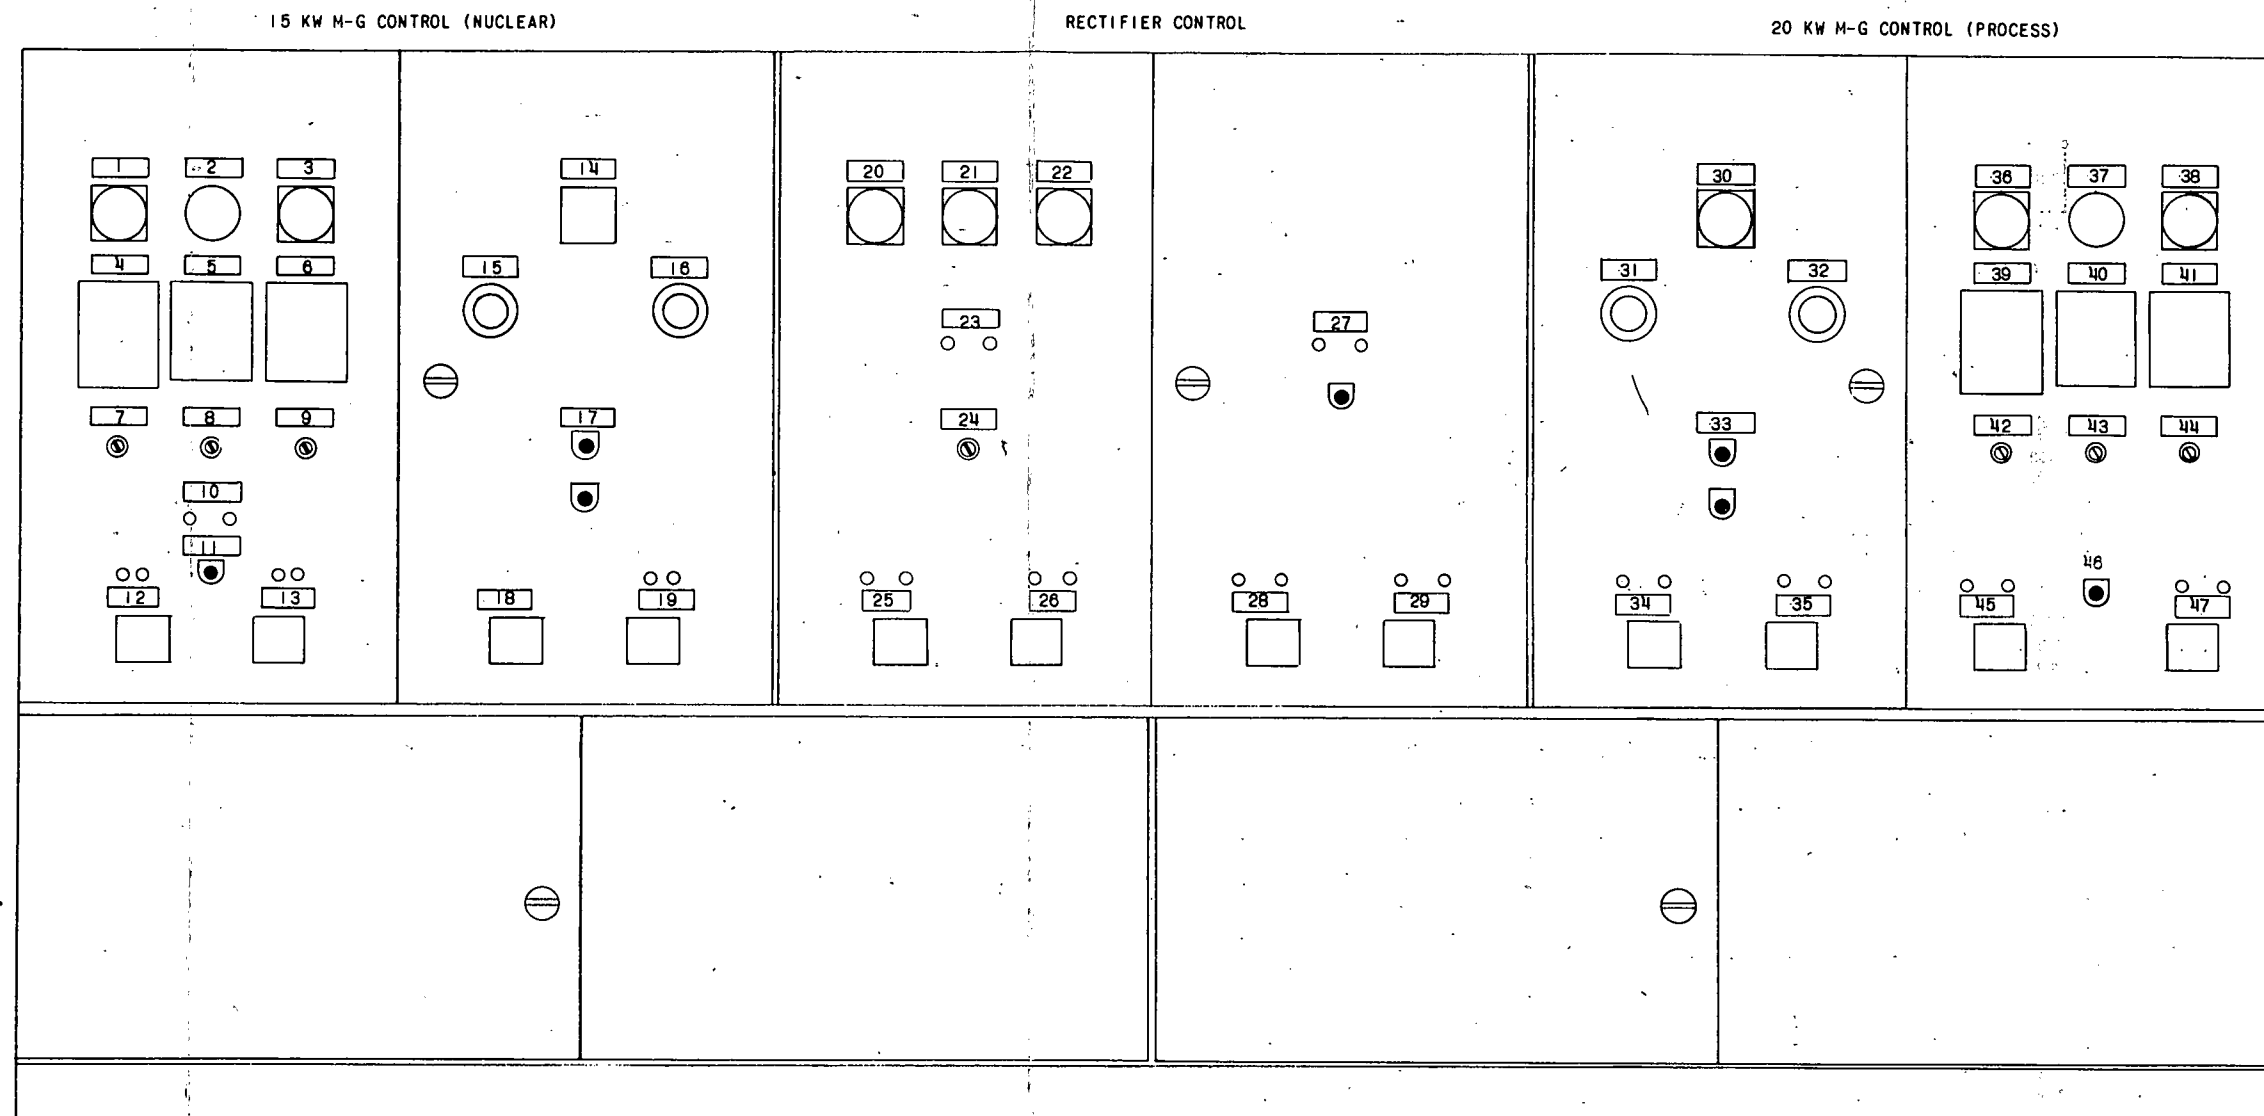 15 KW M-G CONTROL (NUCLEAR)
RECTIFIER CONTROL
20 KW M-G CONTROL (PROCESS)
1 2 3
4 5 6
7 8 9
10
11
12 13
14
15 16
17
18 19
20 21 22
23
24
25 26
27
28 29
30
31 32
33
34 35
36 37 38
39 40 41
42 43 44
46
45 47